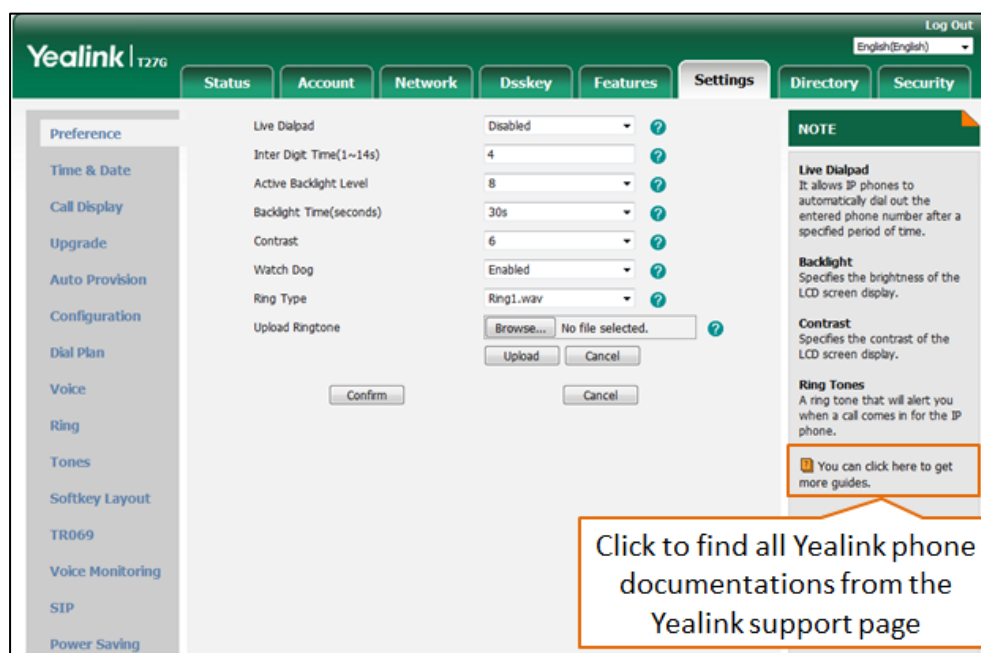 Log Out
Yealink | T27G
English(English)
Status Account Network Dsskey Features Settings Directory Security
Preference
Time & Date
Call Display
Upgrade
Auto Provision
Configuration
Dial Plan
Voice
Ring
Tones
Softkey Layout
TR069
Voice Monitoring
SIP
Power Saving
Live Dialpad Disabled ?
Inter Digit Time(1~14s) 4 ?
Active Backlight Level 8 ?
Backlight Time(seconds) 30s ?
Contrast 6 ?
Watch Dog Enabled ?
Ring Type Ring1.wav ?
Upload Ringtone Browse... No file selected. ?
Upload Cancel
Confirm Cancel
NOTE
Live Dialpad
It allows IP phones to
automatically dial out the
entered phone number after a
specified period of time.
Backlight
Specifies the brightness of the
LCD screen display.
Contrast
Specifies the contrast of the
LCD screen display.
Ring Tones
A ring tone that will alert you
when a call comes in for the IP
phone.
? You can click here to get
more guides.
Click to find all Yealink phone
documentations from the
Yealink support page